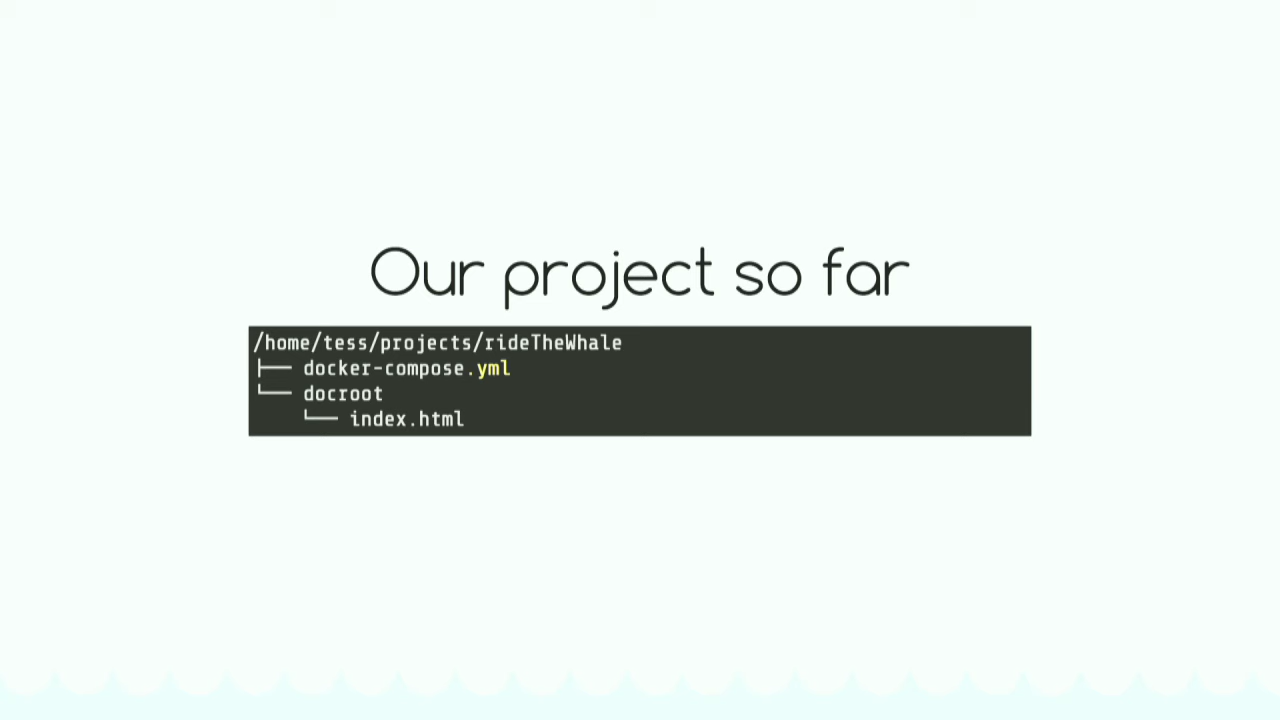 Our project so far
/home/tess/projects/rideTheWhale
├── docker-compose.yml
└── docroot
    └── index.html